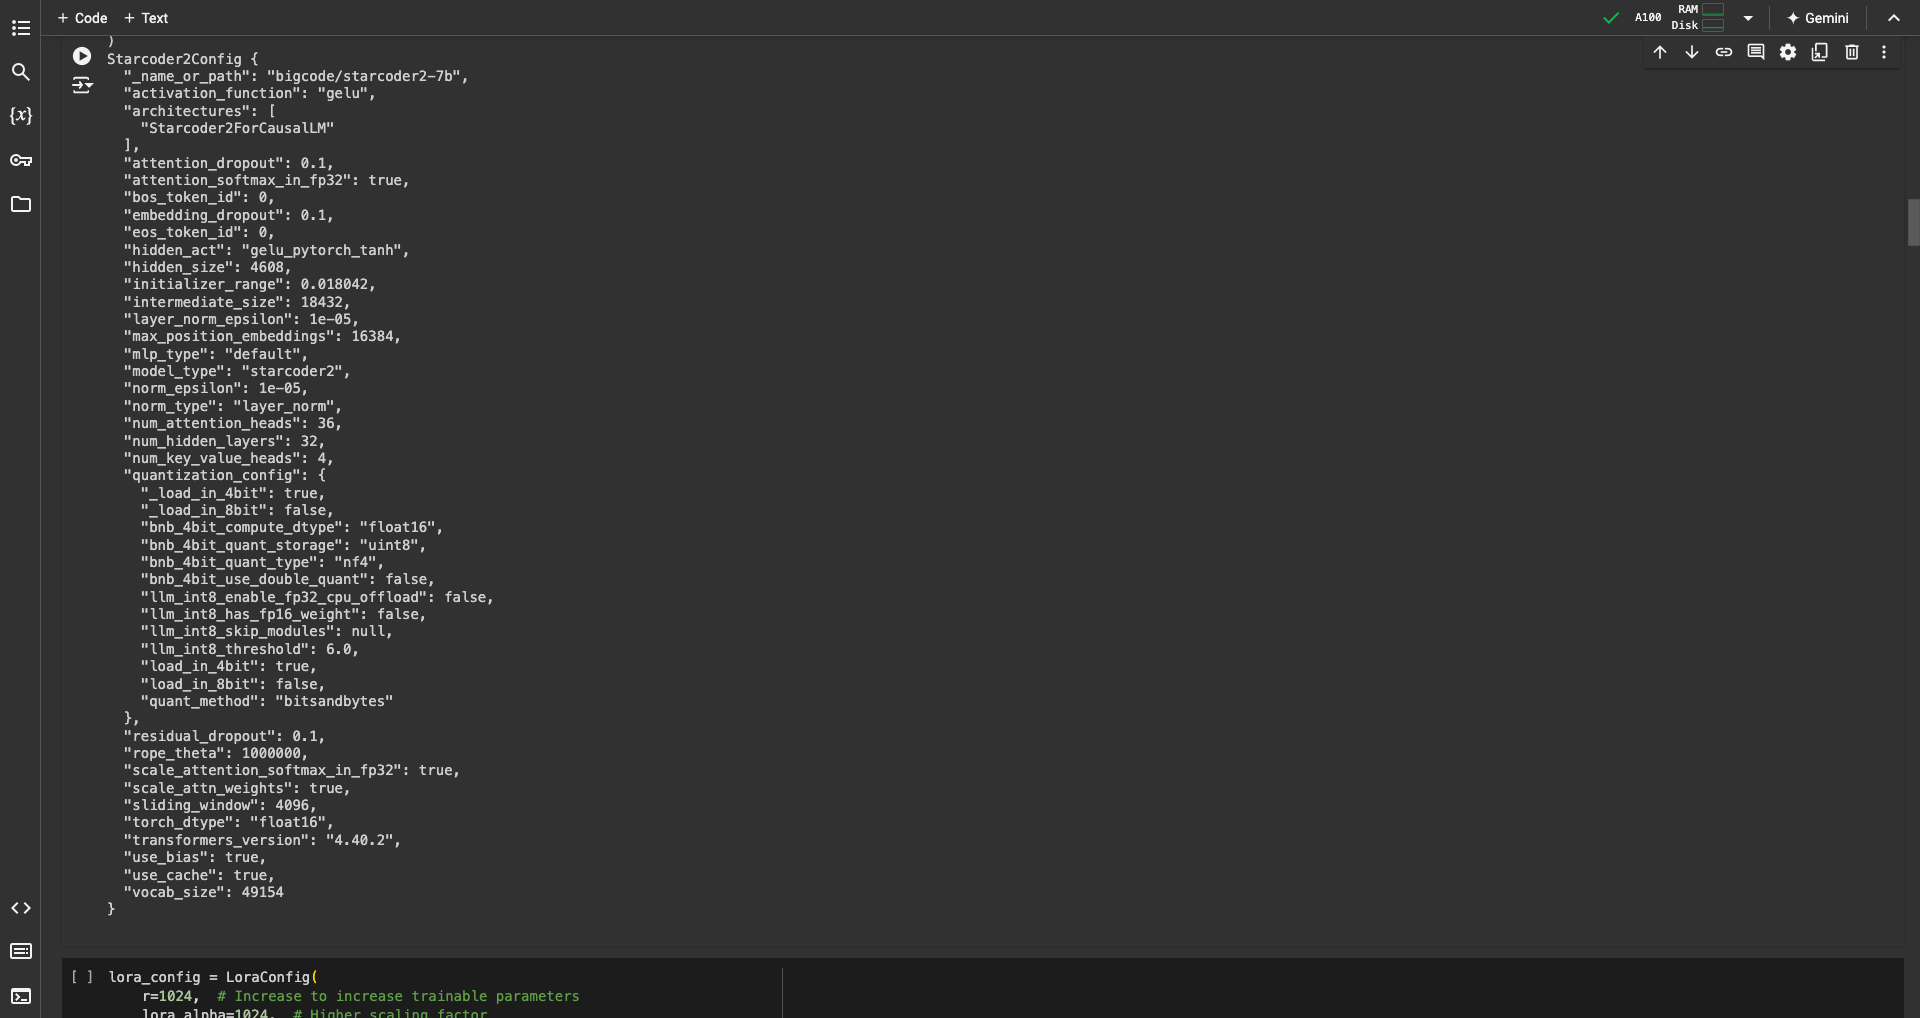 + Code + Text
A100
RAM
Disk
Gemini
{x}
)
Starcoder2Config {
  "_name_or_path": "bigcode/starcoder2-7b",
  "activation_function": "gelu",
  "architectures": [
    "Starcoder2ForCausalLM"
  ],
  "attention_dropout": 0.1,
  "attention_softmax_in_fp32": true,
  "bos_token_id": 0,
  "embedding_dropout": 0.1,
  "eos_token_id": 0,
  "hidden_act": "gelu_pytorch_tanh",
  "hidden_size": 4608,
  "initializer_range": 0.018042,
  "intermediate_size": 18432,
  "layer_norm_epsilon": 1e-05,
  "max_position_embeddings": 16384,
  "mlp_type": "default",
  "model_type": "starcoder2",
  "norm_epsilon": 1e-05,
  "norm_type": "layer_norm",
  "num_attention_heads": 36,
  "num_hidden_layers": 32,
  "num_key_value_heads": 4,
  "quantization_config": {
    "_load_in_4bit": true,
    "_load_in_8bit": false,
    "bnb_4bit_compute_dtype": "float16",
    "bnb_4bit_quant_storage": "uint8",
    "bnb_4bit_quant_type": "nf4",
    "bnb_4bit_use_double_quant": false,
    "llm_int8_enable_fp32_cpu_offload": false,
    "llm_int8_has_fp16_weight": false,
    "llm_int8_skip_modules": null,
    "llm_int8_threshold": 6.0,
    "load_in_4bit": true,
    "load_in_8bit": false,
    "quant_method": "bitsandbytes"
  },
  "residual_dropout": 0.1,
  "rope_theta": 1000000,
  "scale_attention_softmax_in_fp32": true,
  "scale_attn_weights": true,
  "sliding_window": 4096,
  "torch_dtype": "float16",
  "transformers_version": "4.40.2",
  "use_bias": true,
  "use_cache": true,
  "vocab_size": 49154
}
[ ] lora_config = LoraConfig(
    r=1024,  # Increase to increase trainable parameters
    lora_alpha=1024,  # Higher scaling factor